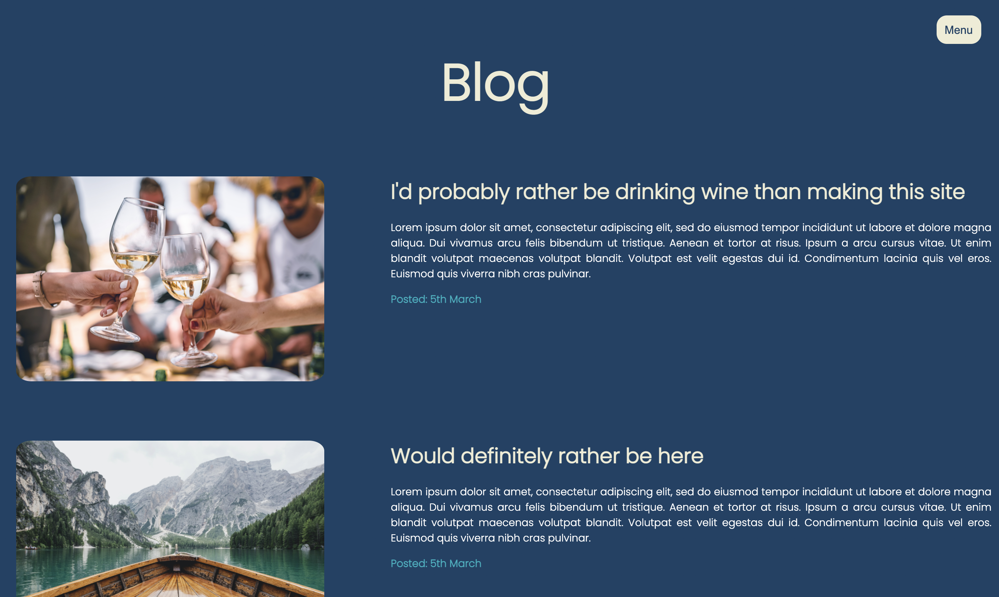 Menu
Blog
I'd probably rather be drinking wine than making this site
Lorem ipsum dolor sit amet, consectetur adipiscing elit, sed do eiusmod tempor incididunt ut labore et dolore magna
aliqua. Dui vivamus arcu felis bibendum ut tristique. Aenean et tortor at risus. Ipsum a arcu cursus vitae. Ut enim
blandit volutpat maecenas volutpat blandit. Volutpat est velit egestas dui id. Condimentum lacinia quis vel eros.
Euismod quis viverra nibh cras pulvinar.
Posted: 5th March
Would definitely rather be here
Lorem ipsum dolor sit amet, consectetur adipiscing elit, sed do eiusmod tempor incididunt ut labore et dolore magna
aliqua. Dui vivamus arcu felis bibendum ut tristique. Aenean et tortor at risus. Ipsum a arcu cursus vitae. Ut enim
blandit volutpat maecenas volutpat blandit. Volutpat est velit egestas dui id. Condimentum lacinia quis vel eros.
Euismod quis viverra nibh cras pulvinar.
Posted: 5th March